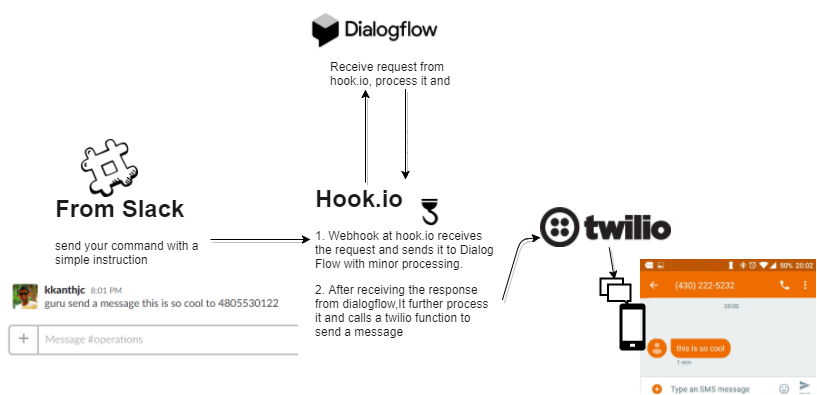 Dialogflow
Receive request from
hook.io, process it and
From Slack
send your command with a
simple instruction
kkanthjc 8:01 PM
guru send a message this is so cool to 4805530122
+ Message #operations
Hook.io
1. Webhook at hook.io receives
the request and sends it to Dialog
Flow with minor processing.
2. After receiving the response
from dialogflow,It further process
it and calls a twilio function to
send a message
twilio
50% 20:02
(430) 222-5232
20:00
this is so cool
1 min
Type an SMS message